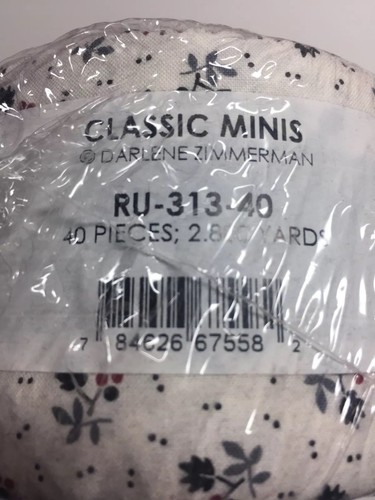 CLASSIC MINIS
© DARLENE ZIMMERMAN
RU-313-40
40 PIECES; YARDS
7 84626 67558 2